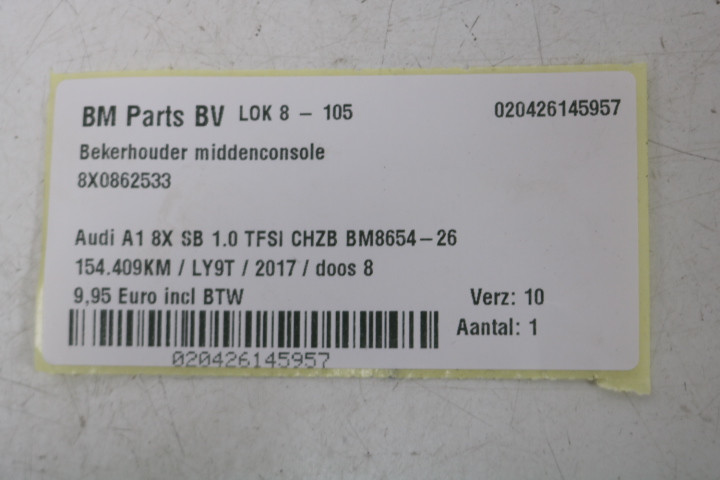 BM Parts BV LOK 8 - 105 020426145957
Bekerhouder middenconsole
8X0862533
Audi A1 8X SB 1.0 TFSI CHZB BM8654-26
154.409KM / LY9T / 2017 / doos 8
9,95 Euro incl BTW Verz: 10
Aantal: 1
020426145957